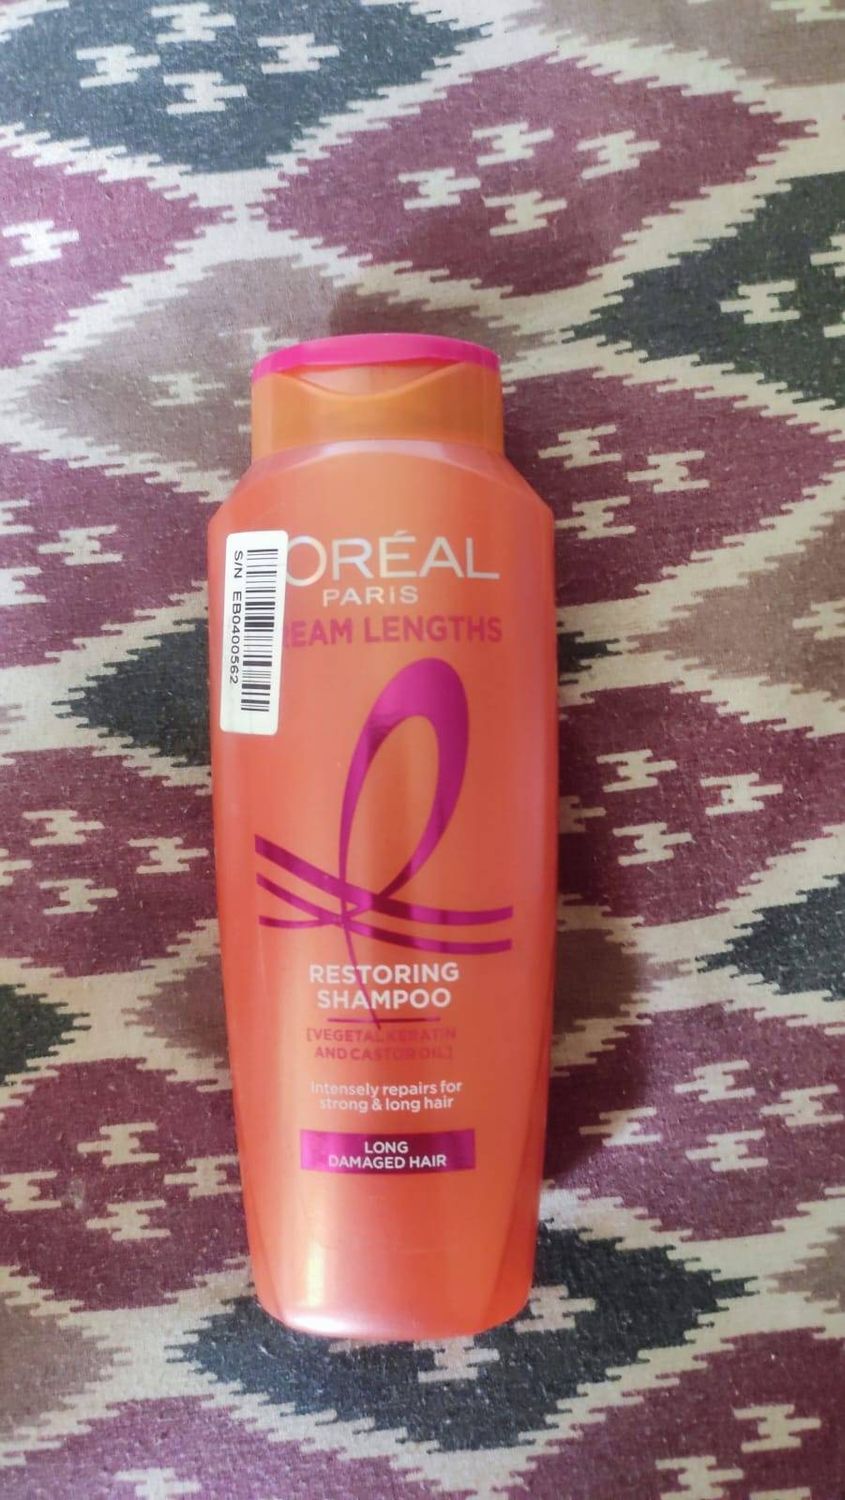 ORÉAL
PARIS
REAM LENGTHS
S/N EB0400562
RESTORING
SHAMPOO
[VEGETAL KERATIN
AND CASTOR OIL]
Intensely repairs for
strong & long hair
LONG
DAMAGED HAIR